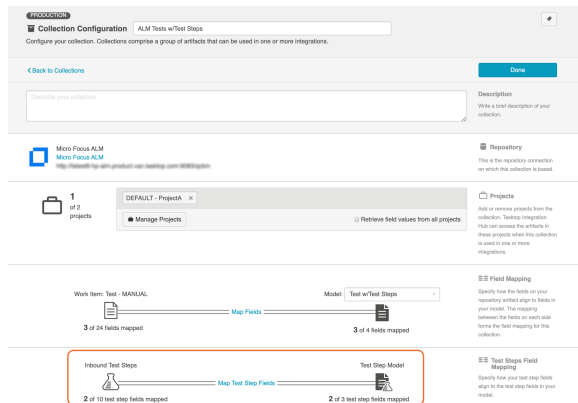 PRODUCTION
Collection Configuration ALM Tests w/Test Steps
Configure your collection. Collections comprise a group of artifacts that can be used in one or more integrations.
Back to Collections
Done
Describe your collection
Description
Write a brief description of your
collection.
Micro Focus ALM
Micro Focus ALM
Repository
This is the repository connection
on which this collection is based.
1
of 2
projects
DEFAULT - ProjectA ×
Manage Projects
Retrieve field values from all projects
Projects
Add or remove projects from the
collection. Tasktop Integration
Hub can access the artifacts in
these projects when this collection
is used in one or more
integrations.
Work Item: Test - MANUAL
Map Fields
Model: Test w/Test Steps
3 of 24 fields mapped
3 of 4 fields mapped
Field Mapping
Specify how the fields on your
repository artifact align to fields in
your model. The mapping
between the fields on each side
forms the field mapping for this
collection.
Inbound Test Steps
Map Test Step Fields
Test Step Model
2 of 10 test step fields mapped
2 of 3 test step fields mapped
Test Steps Field
Mapping
Specify how your test step fields
align to the test step fields in your
model.